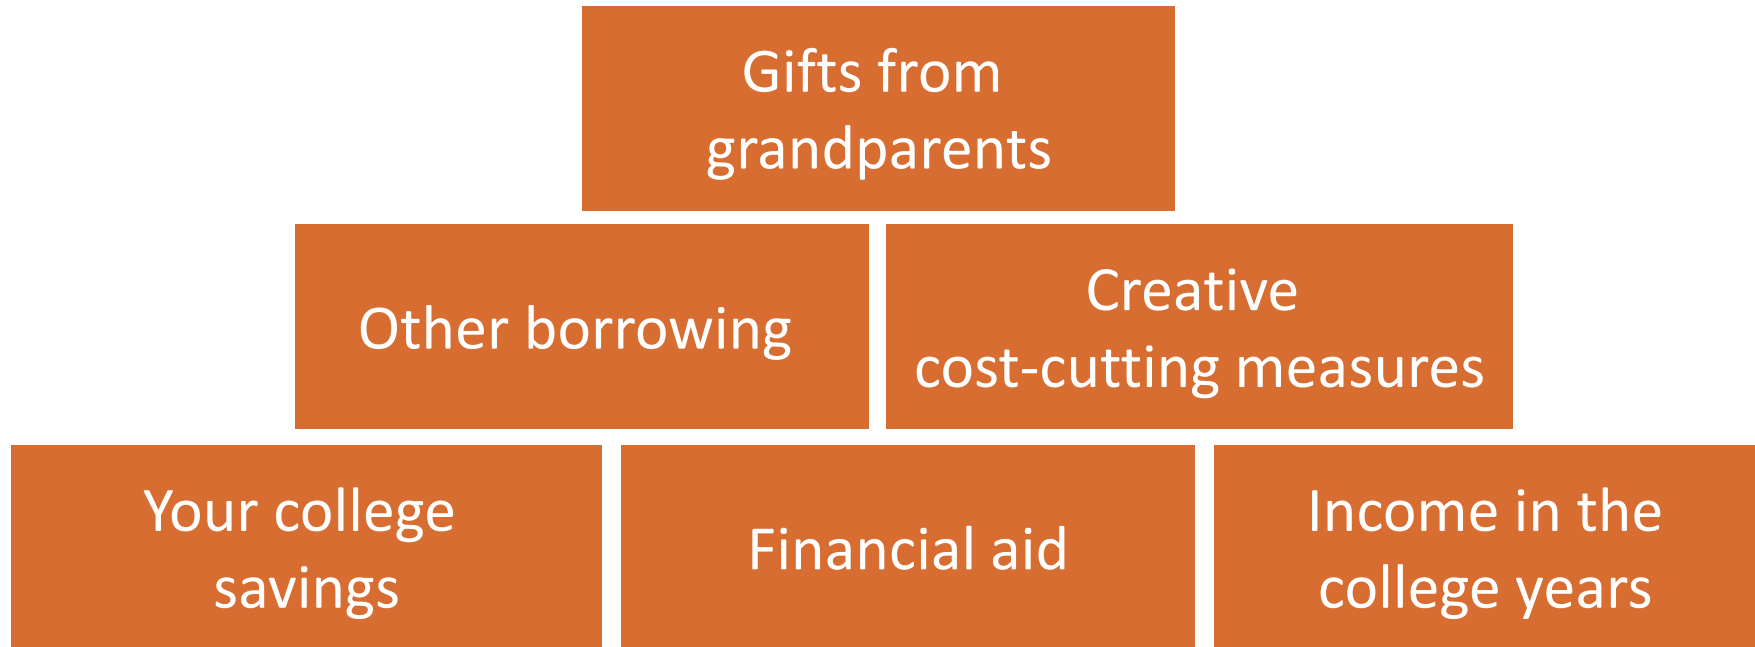 Gifts from
grandparents
Other borrowing
Creative
cost-cutting measures
Your college
savings
Financial aid
Income in the
college years